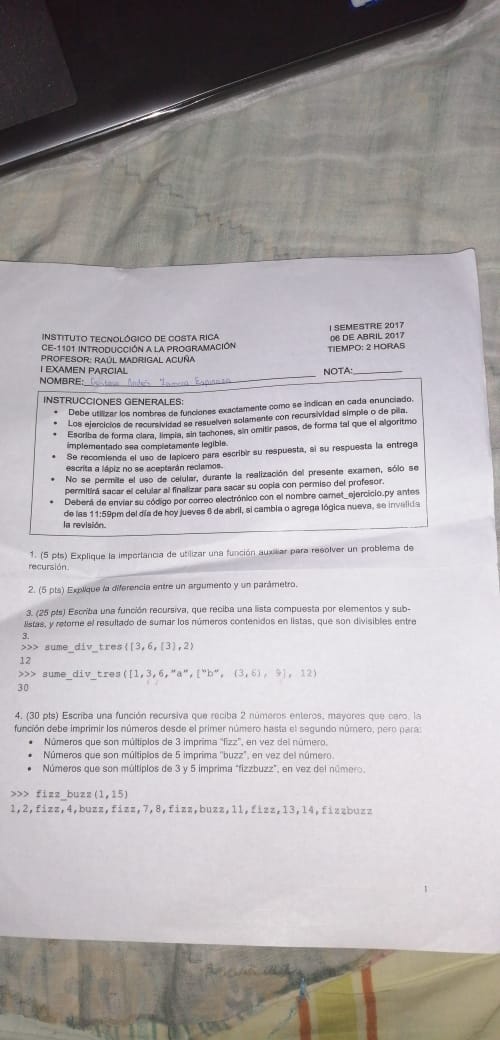 INSTITUTO TECNOLÓGICO DE COSTA RICA
CE-1101 INTRODUCCIÓN A LA PROGRAMACIÓN
PROFESOR: RAÚL MADRIGAL ACUÑA
I EXAMEN PARCIAL
NOMBRE: Andrés
I SEMESTRE 2017
06 DE ABRIL 2017
TIEMPO: 2 HORAS
NOTA:
INSTRUCCIONES GENERALES:
• Debe utilizar los nombres de funciones exactamente como se indican en cada enunciado.
• Los ejercicios de recursividad se resuelven solamente con recursividad simple o de pila.
• Escriba de forma clara, limpia, sin tachones, sin omitir pasos, de forma tal que el algoritmo
implementado sea completamente legible.
• Se recomienda el uso de lapicero para escribir su respuesta, si su respuesta la entrega
escrita a lápiz no se aceptarán reclamos.
• No se permite el uso de celular, durante la realización del presente examen, sólo se
permitirá sacar el celular al finalizar para sacar su copia con permiso del profesor.
• Deberá de enviar su código por correo electrónico con el nombre carnet_ejercicio.py antes
de las 11:59pm del día de hoy jueves 6 de abril, si cambia o agrega lógica nueva, se invalida
la revisión.
1. (5 pts) Explique la importancia de utilizar una función auxiliar para resolver un problema de
recursión.
2. (5 pts) Explique la diferencia entre un argumento y un parámetro.
3. (25 pts) Escriba una función recursiva, que reciba una lista compuesta por elementos y sub-
listas, y retorne el resultado de sumar los números contenidos en listas, que son divisibles entre
3.
>>> sume_div_tres([3,6,[3],2)
12
>>> sume_div_tres([1,3,6,"a",["b", (3,6), 9], 12)
30
4. (30 pts) Escriba una función recursiva que reciba 2 números enteros, mayores que cero, la
función debe imprimir los números desde el primer número hasta el segundo número, pero para:
• Números que son múltiplos de 3 imprima "fizz", en vez del número.
• Números que son múltiplos de 5 imprima "buzz", en vez del número.
• Números que son múltiplos de 3 y 5 imprima "fizzbuzz", en vez del número.
>>> fizz_buzz(1,15)
1,2,fizz,4,buzz,fizz,7,8,fizz,buzz,11,fizz,13,14,fizzbuzz
1